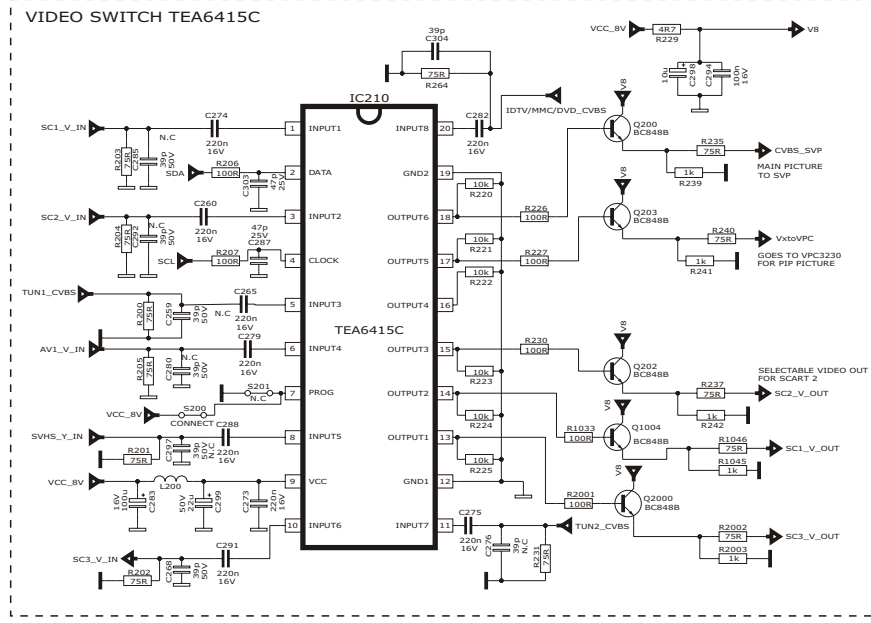 VIDEO SWITCH TEA6415C
39p
C304
75R
R264
VCC_8V
4R7
R229
V8
10u
C298
C294
100n
16V
IC210
TEA6415C
SC1_V_IN
R203
75R
C285
39p
50V
N.C
C274
220n
16V
1
INPUT1
SDA
R206
100R
C303
47p
25V
2
DATA
SC2_V_IN
R204
75R
C292
39p
50V
N.C
C260
220n
16V
3
INPUT2
SCL
R207
100R
47p
25V
C287
4
CLOCK
TUN1_CVBS
R200
75R
C259
39p
50V
N.C
C265
220n
16V
5
INPUT3
AV1_V_IN
R205
75R
C280
39p
50V
N.C
C279
220n
16V
6
INPUT4
S201
N.C
7
PROG
VCC_8V
S200
CONNECT
SVHS_Y_IN
R201
75R
C297
39p
50V
N.C
C288
220n
16V
8
INPUT5
VCC_8V
L200
16V
100u
C283
50V
22u
C299
C273
220n
16V
9
VCC
10
INPUT6
SC3_V_IN
R202
75R
C268
39p
50V
C291
220n
16V
INPUT8
20
C282
220n
16V
IDTV/MMC/DVD_CVBS
GND2
19
10k
R220
OUTPUT6
18
R226
100R
V8
Q200
BC848B
R235
75R
CVBS_SVP
1k
R239
MAIN PICTURE
TO SVP
10k
R221
OUTPUT5
17
R227
100R
V8
Q203
BC848B
R240
75R
VxtoVPC
1k
R241
GOES TO VPC3230
FOR PIP PICTURE
10k
R222
OUTPUT4
16
OUTPUT3
15
R230
100R
V8
Q202
BC848B
SELECTABLE VIDEO OUT
FOR SCART 2
R237
75R
SC2_V_OUT
1k
R242
10k
R223
OUTPUT2
14
R1033
100R
V8
Q1004
BC848B
R1046
75R
SC1_V_OUT
R1045
1k
10k
R224
OUTPUT1
13
R2001
100R
V8
Q2000
BC848B
R2002
75R
SC3_V_OUT
R2003
1k
10k
R225
GND1
12
INPUT7
11
C275
220n
16V
C276
39p
N.C
R231
75R
TUN2_CVBS